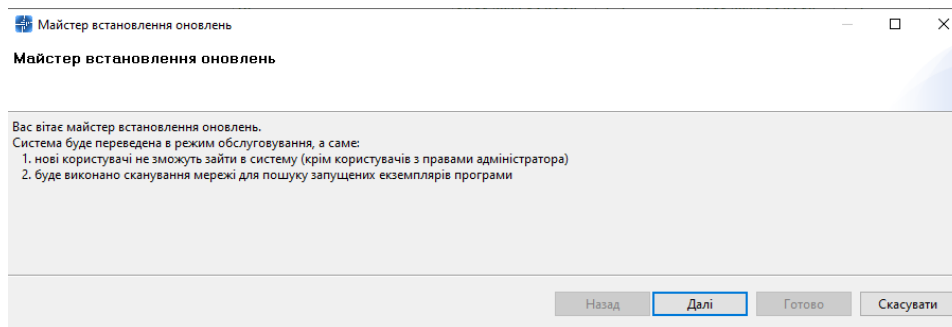 Майстер встановлення оновлень
Майстер встановлення оновлень
Вас вітає майстер встановлення оновлень.
Система буде переведена в режим обслуговування, а саме:
1. нові користувачі не зможуть зайти в систему (крім користувачів з правами адміністратора)
2. буде виконано сканування мережі для пошуку запущених екземплярів програми
Назад Далі Готово Скасувати